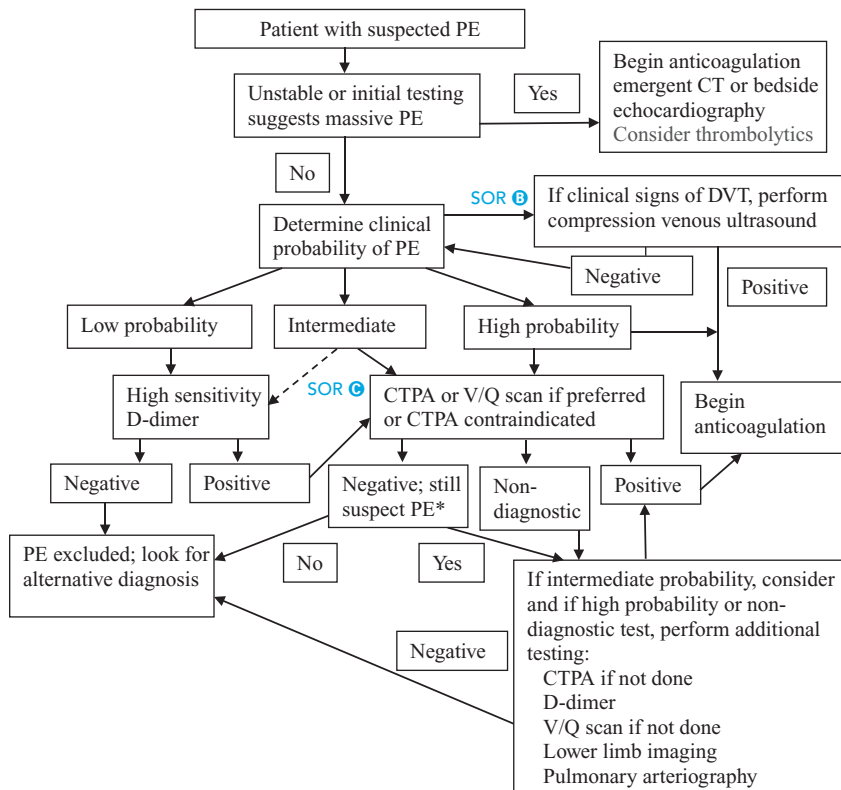 Patient with suspected PE
Unstable or initial testing
suggests massive PE
Yes
Begin anticoagulation
emergent CT or bedside
echocardiography
Consider thrombolytics
No
SOR B
If clinical signs of DVT, perform
compression venous ultrasound
Determine clinical
probability of PE
Negative
Positive
Low probability
Intermediate
High probability
High sensitivity
D-dimer
SOR C
CTPA or V/Q scan if preferred
or CTPA contraindicated
Begin
anticoagulation
Negative
Positive
Negative; still
suspect PE*
Non-
diagnostic
Positive
PE excluded; look for
alternative diagnosis
No
Yes
If intermediate probability, consider
and if high probability or non-
diagnostic test, perform additional
testing:
CTPA if not done
D-dimer
V/Q scan if not done
Lower limb imaging
Pulmonary arteriography
Negative